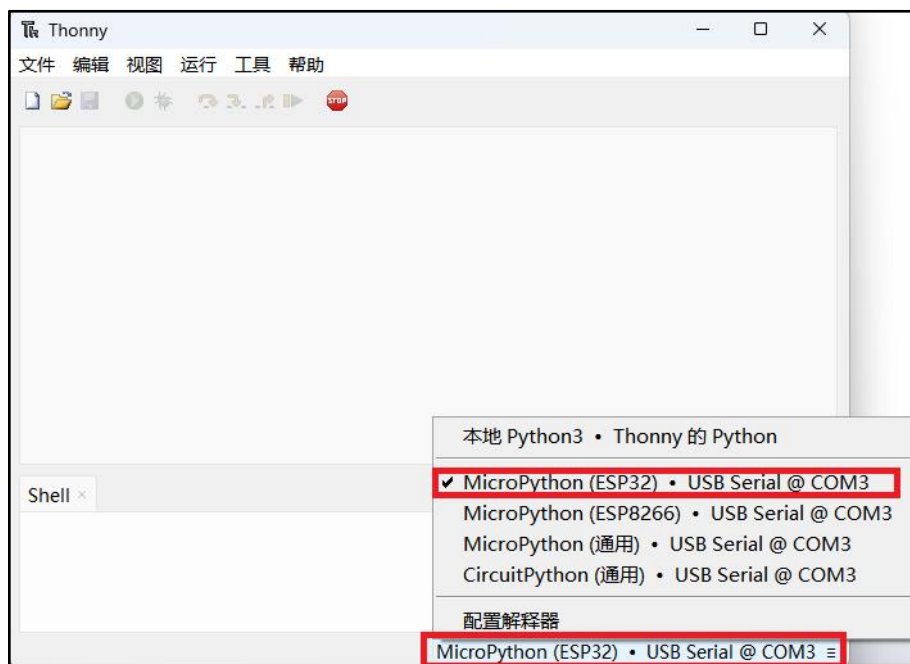 Thonny
文件 编辑 视图 运行 工具 帮助
STOP
本地 Python3 • Thonny 的 Python
Shell
MicroPython (ESP32) • USB Serial @ COM3
MicroPython (ESP8266) • USB Serial @ COM3
MicroPython (通用) • USB Serial @ COM3
CircuitPython (通用) • USB Serial @ COM3
配置解释器
MicroPython (ESP32) • USB Serial @ COM3